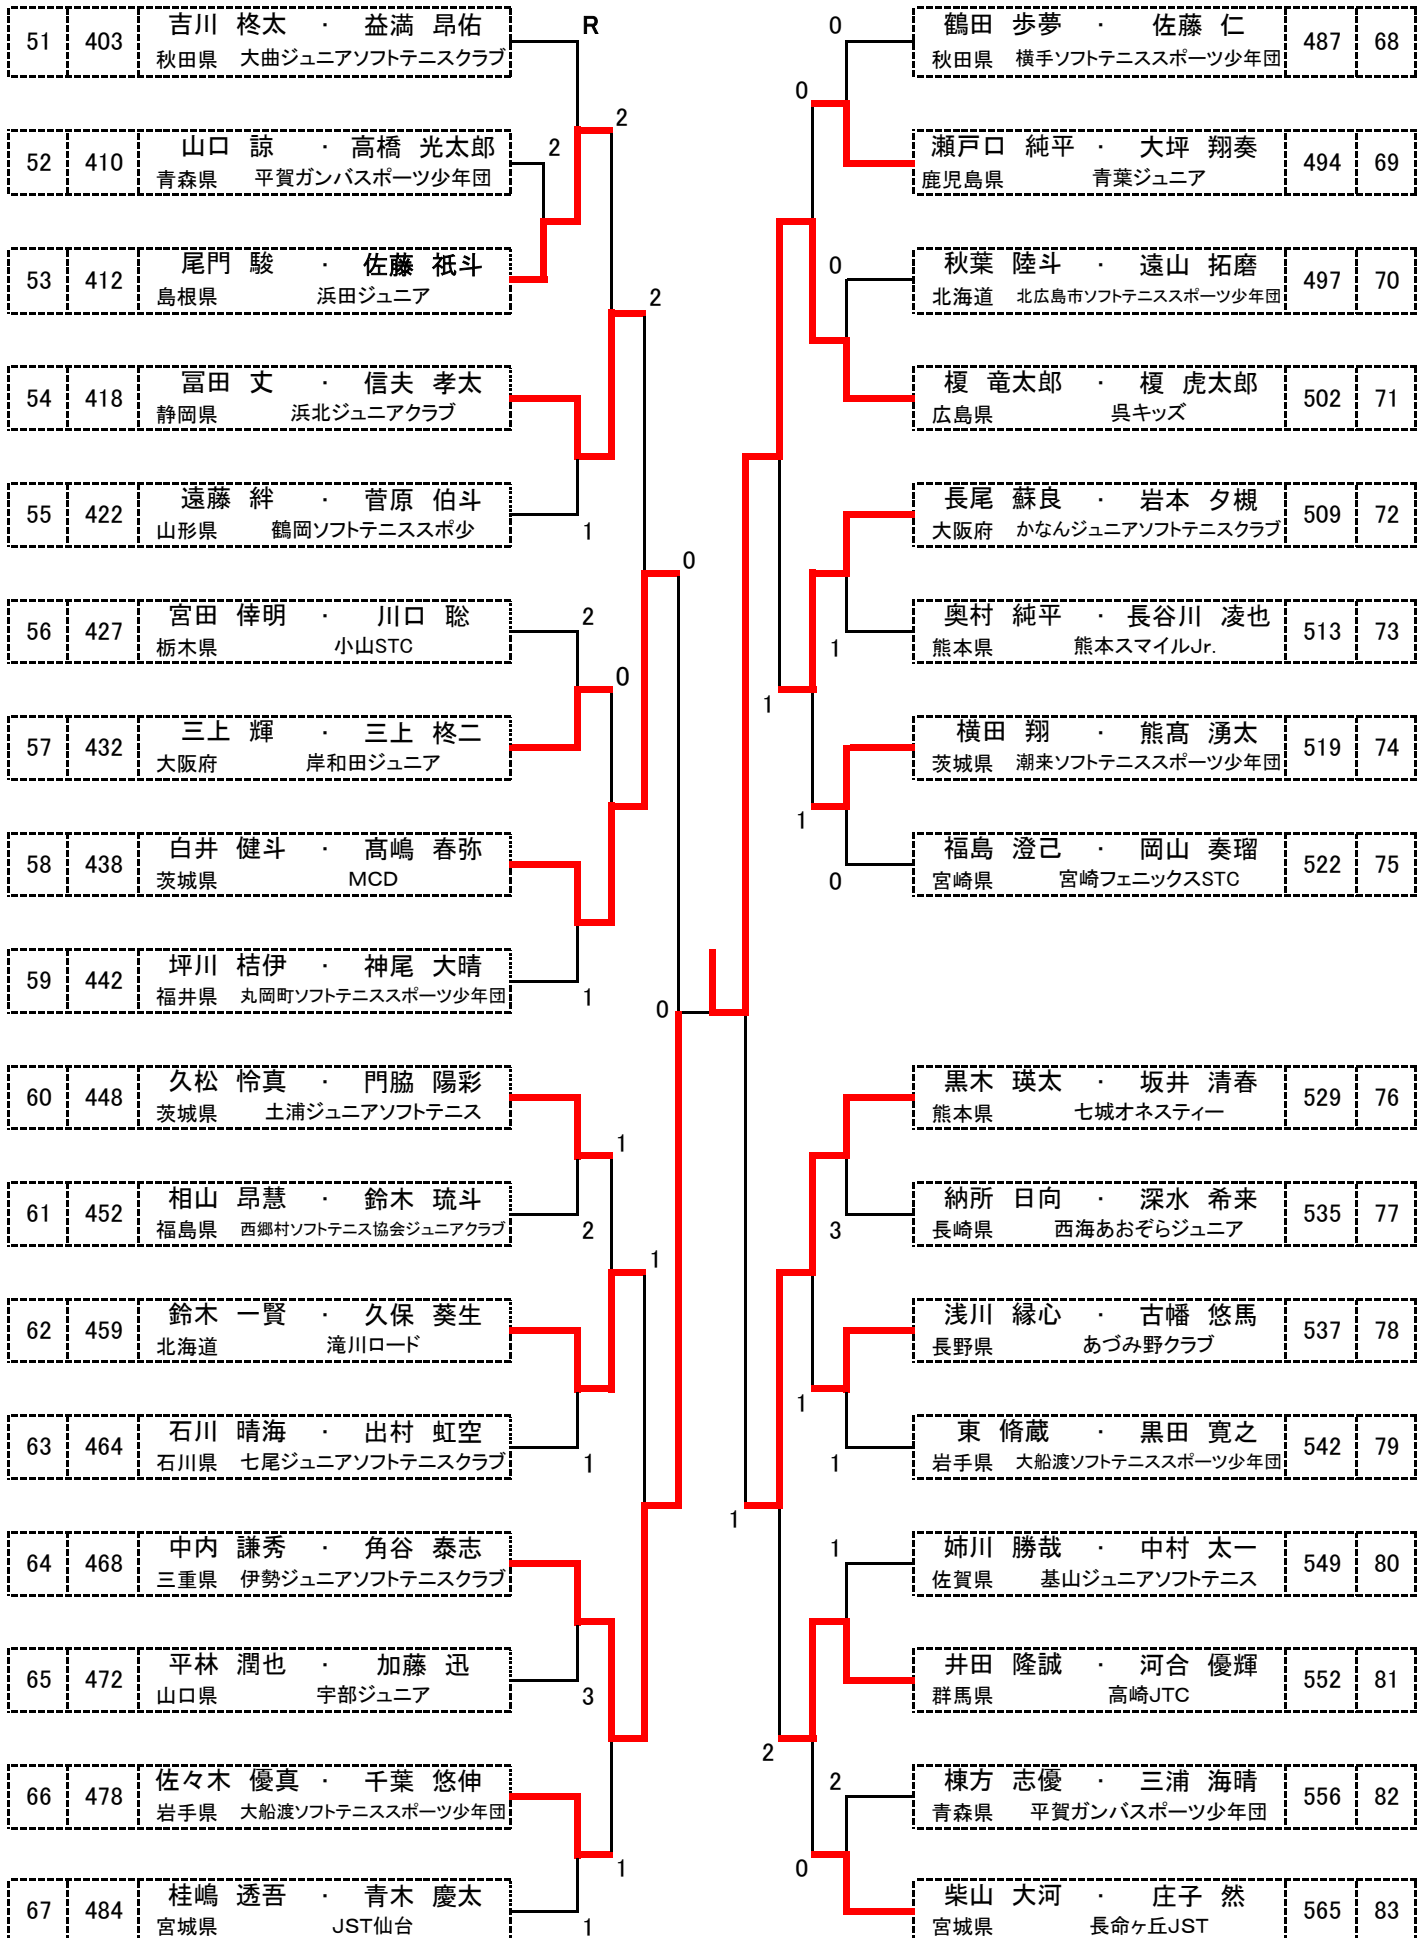 51 403 吉川 柊太 ・ 益満 昂佑
秋田県 大曲ジュニアソフトテニスクラブ
R
52 410 山口 諒 ・ 高橋 光太郎
青森県 平賀ガンバスポーツ少年団
2
2
53 412 尾門 駿 ・ 佐藤 祇斗
島根県 浜田ジュニア
2
54 418 冨田 丈 ・ 信夫 孝太
静岡県 浜北ジュニアクラブ
55 422 遠藤 絆 ・ 菅原 伯斗
山形県 鶴岡ソフトテニススポ少
1
0
56 427 宮田 倖明 ・ 川口 聡
栃木県 小山STC
2
0
57 432 三上 輝 ・ 三上 柊二
大阪府 岸和田ジュニア
58 438 白井 健斗 ・ 髙嶋 春弥
茨城県 MCD
59 442 坪川 桔伊 ・ 神尾 大晴
福井県 丸岡町ソフトテニススポーツ少年団
1
0
60 448 久松 怜真 ・ 門脇 陽彩
茨城県 土浦ジュニアソフトテニス
1
61 452 相山 昂慧 ・ 鈴木 琉斗
福島県 西郷村ソフトテニス協会ジュニアクラブ
2
1
62 459 鈴木 一賢 ・ 久保 葵生
北海道 滝川ロード
63 464 石川 晴海 ・ 出村 虹空
石川県 七尾ジュニアソフトテニスクラブ
1
64 468 中内 謙秀 ・ 角谷 泰志
三重県 伊勢ジュニアソフトテニスクラブ
65 472 平林 潤也 ・ 加藤 迅
山口県 宇部ジュニア
3
66 478 佐々木 優真 ・ 千葉 悠伸
岩手県 大船渡ソフトテニススポーツ少年団
1
67 484 桂嶋 透吾 ・ 青木 慶太
宮城県 JST仙台
1
0
鶴田 歩夢 ・ 佐藤 仁 487 68
秋田県 横手ソフトテニススポーツ少年団
0
瀬戸口 純平 ・ 大坪 翔奏 494 69
鹿児島県 青葉ジュニア
0
秋葉 陸斗 ・ 遠山 拓磨 497 70
北海道 北広島市ソフトテニススポーツ少年団
榎 竜太郎 ・ 榎 虎太郎 502 71
広島県 呉キッズ
長尾 蘇良 ・ 岩本 夕槻 509 72
大阪府 かなんジュニアソフトテニスクラブ
奥村 純平 ・ 長谷川 凌也 513 73
熊本県 熊本スマイルJr.
1
1
横田 翔 ・ 熊髙 湧太 519 74
茨城県 潮来ソフトテニススポーツ少年団
1
福島 澄己 ・ 岡山 奏瑠 522 75
宮崎県 宮崎フェニックスSTC
0
黒木 瑛太 ・ 坂井 清春 529 76
熊本県 七城オネスティー
納所 日向 ・ 深水 希来 535 77
長崎県 西海あおぞらジュニア
3
浅川 縁心 ・ 古幡 悠馬 537 78
長野県 あづみ野クラブ
1
東 脩蔵 ・ 黒田 寛之 542 79
岩手県 大船渡ソフトテニススポーツ少年団
1
1
1
姉川 勝哉 ・ 中村 太一 549 80
佐賀県 基山ジュニアソフトテニス
井田 隆誠 ・ 河合 優輝 552 81
群馬県 高崎JTC
2
2
棟方 志優 ・ 三浦 海晴 556 82
青森県 平賀ガンバスポーツ少年団
0
柴山 大河 ・ 庄子 然 565 83
宮城県 長命ヶ丘JST